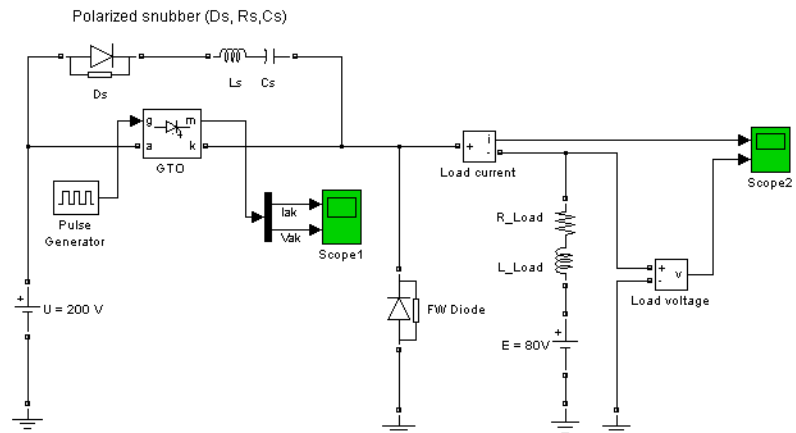 Polarized snubber (Ds, Rs,Cs)
Ds
Ls
Cs
g
m
a
k
GTO
+
i
-
Load current
Scope2
Pulse
Generator
Iak
Vak
Scope1
R_Load
L_Load
+
v
-
Load voltage
+
U = 200 V
FW Diode
+
E = 80V